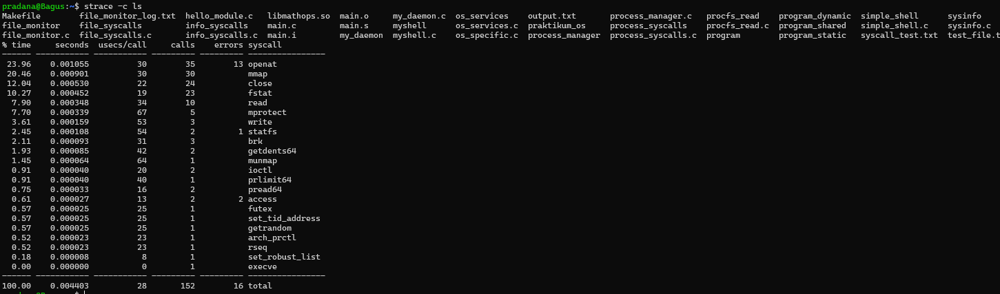 pradana@Bagus:~$ strace -c ls
Makefile file_monitor_log.txt hello_module.c libmathops.so main.o my_daemon.c os_services output.txt process_manager.c procfs_read program_dynamic simple_shell sysinfo
file_monitor file_syscalls info_syscalls main.c main.s myshell os_services.c praktikum_os process_syscalls procfs_read.c program_shared simple_shell.c sysinfo.c
file_monitor.c file_syscalls.c info_syscalls.c main.i my_daemon myshell.c os_specific.c process_manager process_syscalls.c program program_static syscall_test.txt test_file.t
% time seconds usecs/call calls errors syscall
------ ----------- ----------- --------- --------- ----------------
23.96 0.001055 30 35 13 openat
20.46 0.000901 30 30 mmap
12.04 0.000530 22 24 close
10.27 0.000452 19 23 fstat
7.90 0.000348 34 10 read
7.70 0.000339 67 5 mprotect
3.61 0.000159 53 3 write
2.45 0.000108 54 2 1 statfs
2.11 0.000093 31 3 brk
1.93 0.000085 42 2 getdents64
1.45 0.000064 64 1 munmap
0.91 0.000040 20 2 ioctl
0.91 0.000040 40 1 prlimit64
0.75 0.000033 16 2 pread64
0.61 0.000027 13 2 2 access
0.57 0.000025 25 1 futex
0.57 0.000025 25 1 set_tid_address
0.57 0.000025 25 1 getrandom
0.52 0.000023 23 1 arch_prctl
0.52 0.000023 23 1 rseq
0.18 0.000008 8 1 set_robust_list
0.00 0.000000 0 1 execve
------ ----------- ----------- --------- --------- ----------------
100.00 0.004403 28 152 16 total